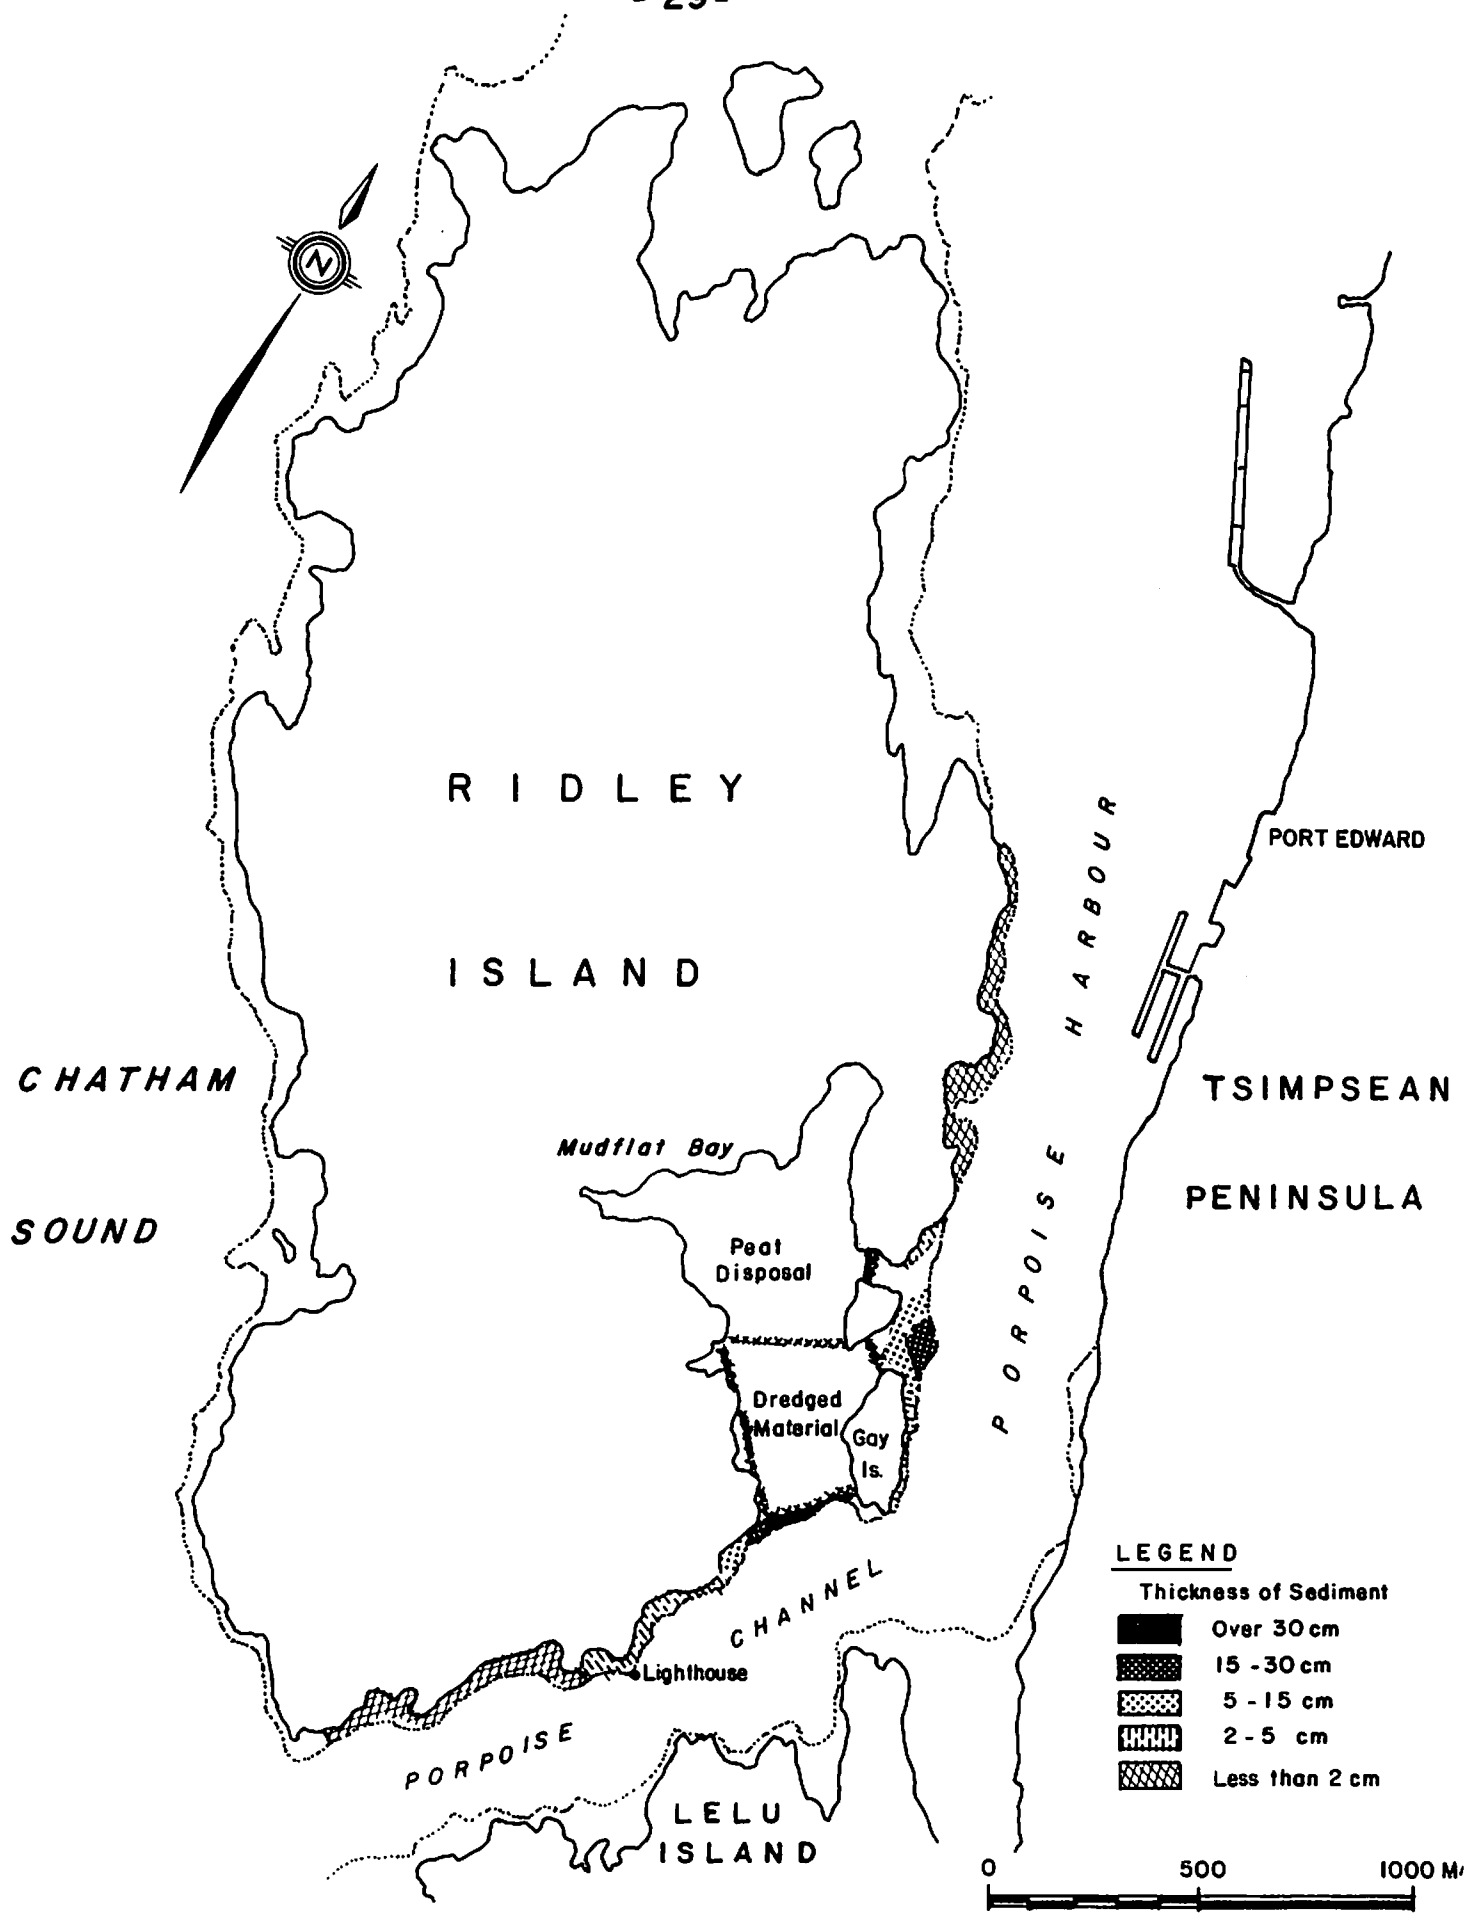 - 29 -
N
RIDLEY
ISLAND
PORPOISE HARBOUR
PORT EDWARD
CHATHAM
SOUND
TSIMPSEAN
PENINSULA
Mudflat Bay
Peat
Disposal
Dredged
Material
Gay
Is.
PORPOISE CHANNEL
Lighthouse
LELU
ISLAND
LEGEND
Thickness of Sediment
Over 30 cm
15 - 30 cm
5 - 15 cm
2 - 5 cm
Less than 2 cm
0 500 1000 M